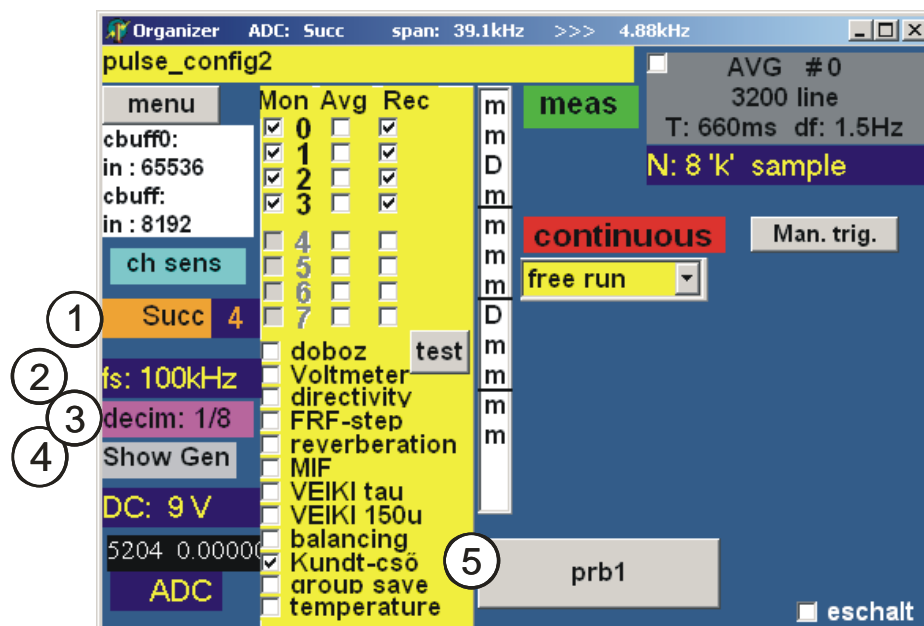 Organizer ADC: Succ span: 39.1kHz >>> 4.88kHz
pulse_config2
AVG #0
3200 line
T: 660ms df: 1.5Hz
N: 8 'k' sample
menu
cbuff0:
in : 65536
cbuff:
in : 8192
ch sens
1 Succ 4
2 fs: 100kHz
3 decim: 1/8
4 Show Gen
DC: 9 V
5204 0.0000
ADC
Mon Avg Rec
0
1
2
3
4
5
6
7
doboz test
Voltmeter
directivity
FRF-step
reverberation
MIF
VEIKI tau
VEIKI 150u
balancing
Kundt-cső
group save
temperature
m
m
D
m
m
m
m
D
m
m
m
m
meas
continuous Man. trig.
free run
5 prb1
eschalt